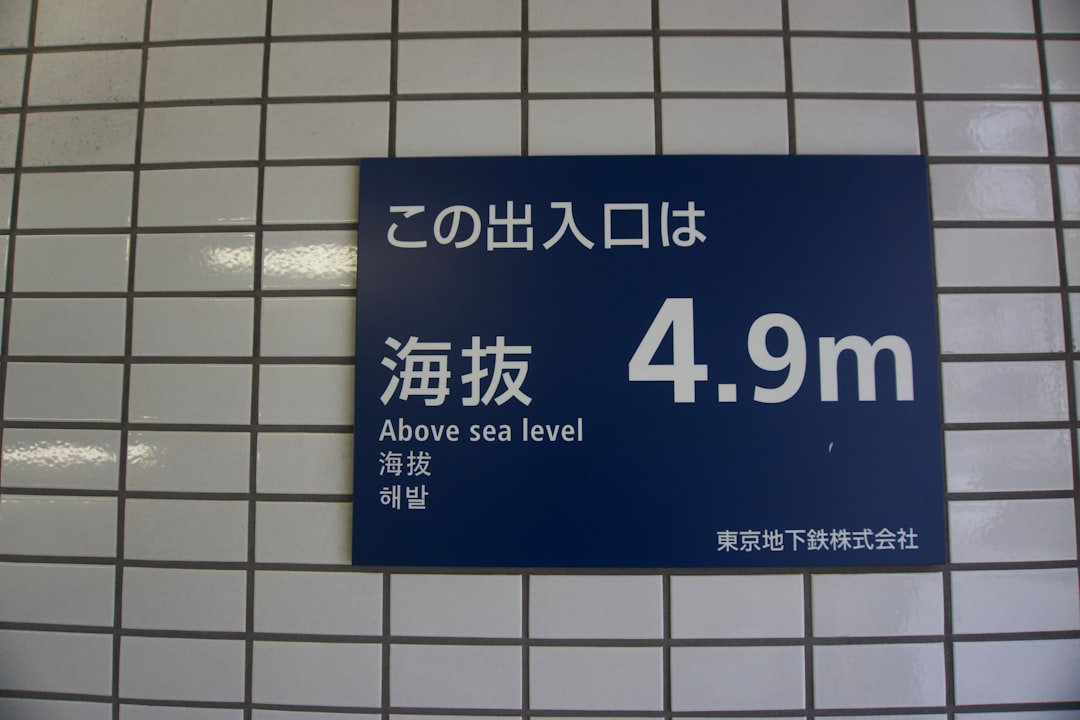 この出入口は
海抜 4.9m
Above sea level
海拔
해발
東京地下鉄株式会社